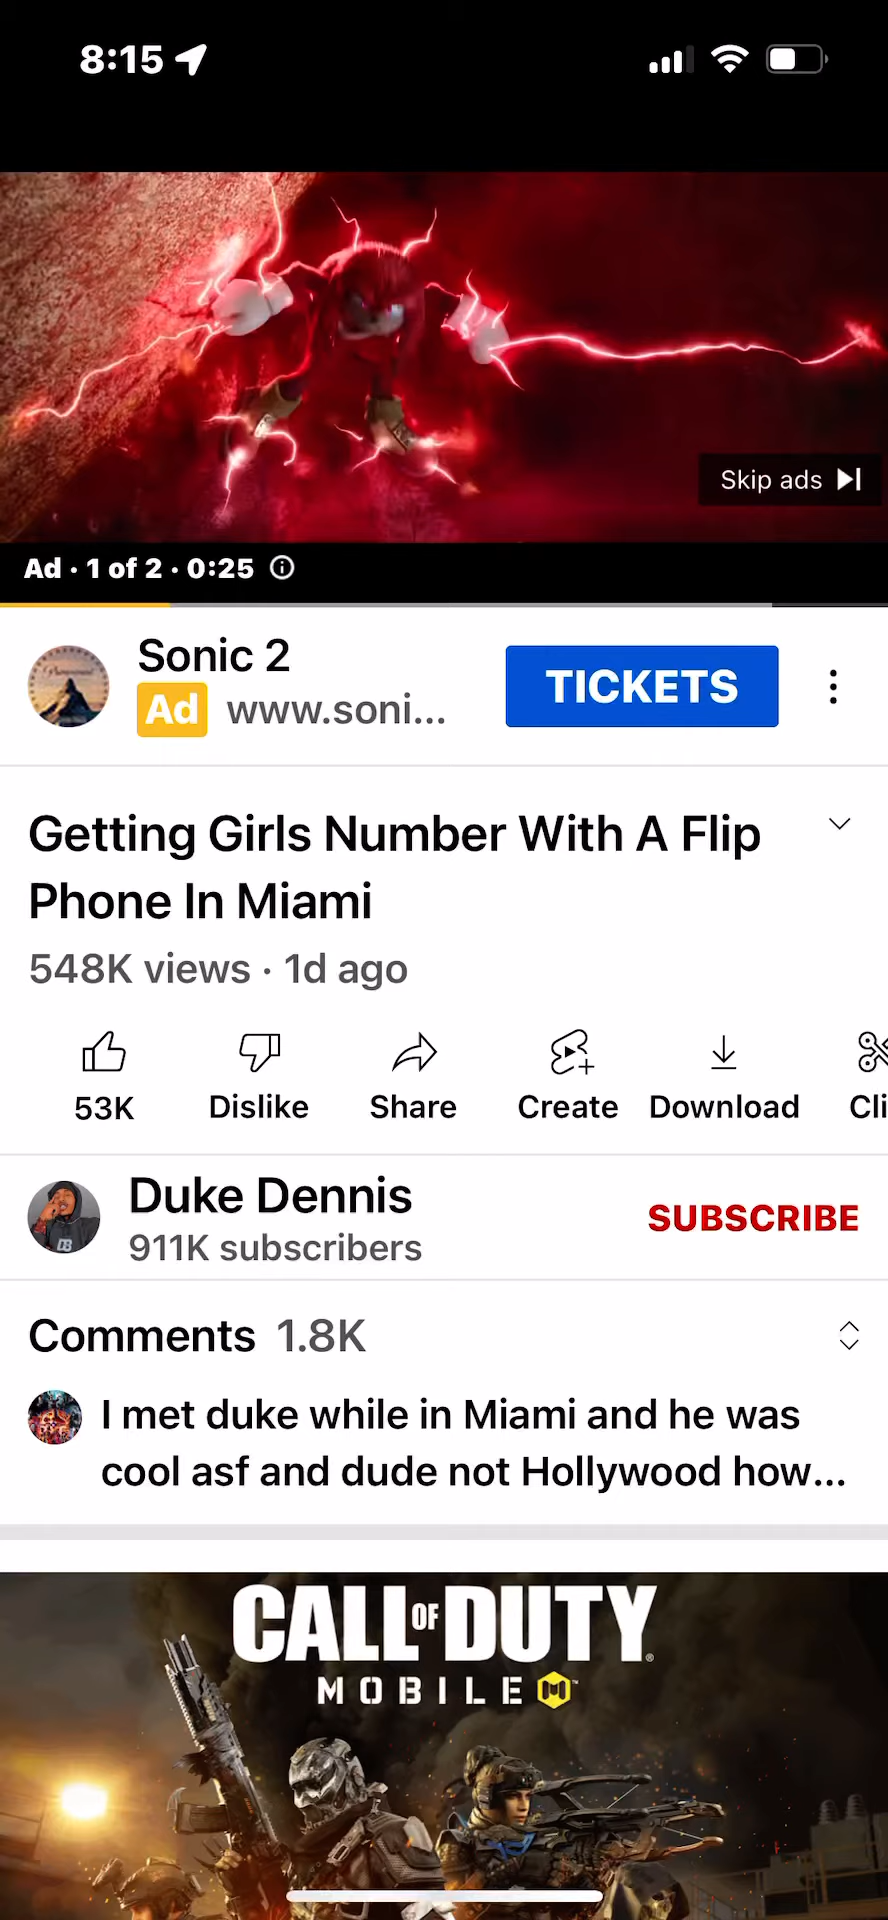 8:15
Skip ads
Ad · 1 of 2 · 0:25
Sonic 2
Ad www.soni...
TICKETS
Getting Girls Number With A Flip
Phone In Miami
548K views · 1d ago
53K
Dislike
Share
Create
Download
Cli
Duke Dennis
911K subscribers
SUBSCRIBE
Comments 1.8K
I met duke while in Miami and he was
cool asf and dude not Hollywood how...
CALL OF DUTY®
MOBILE™